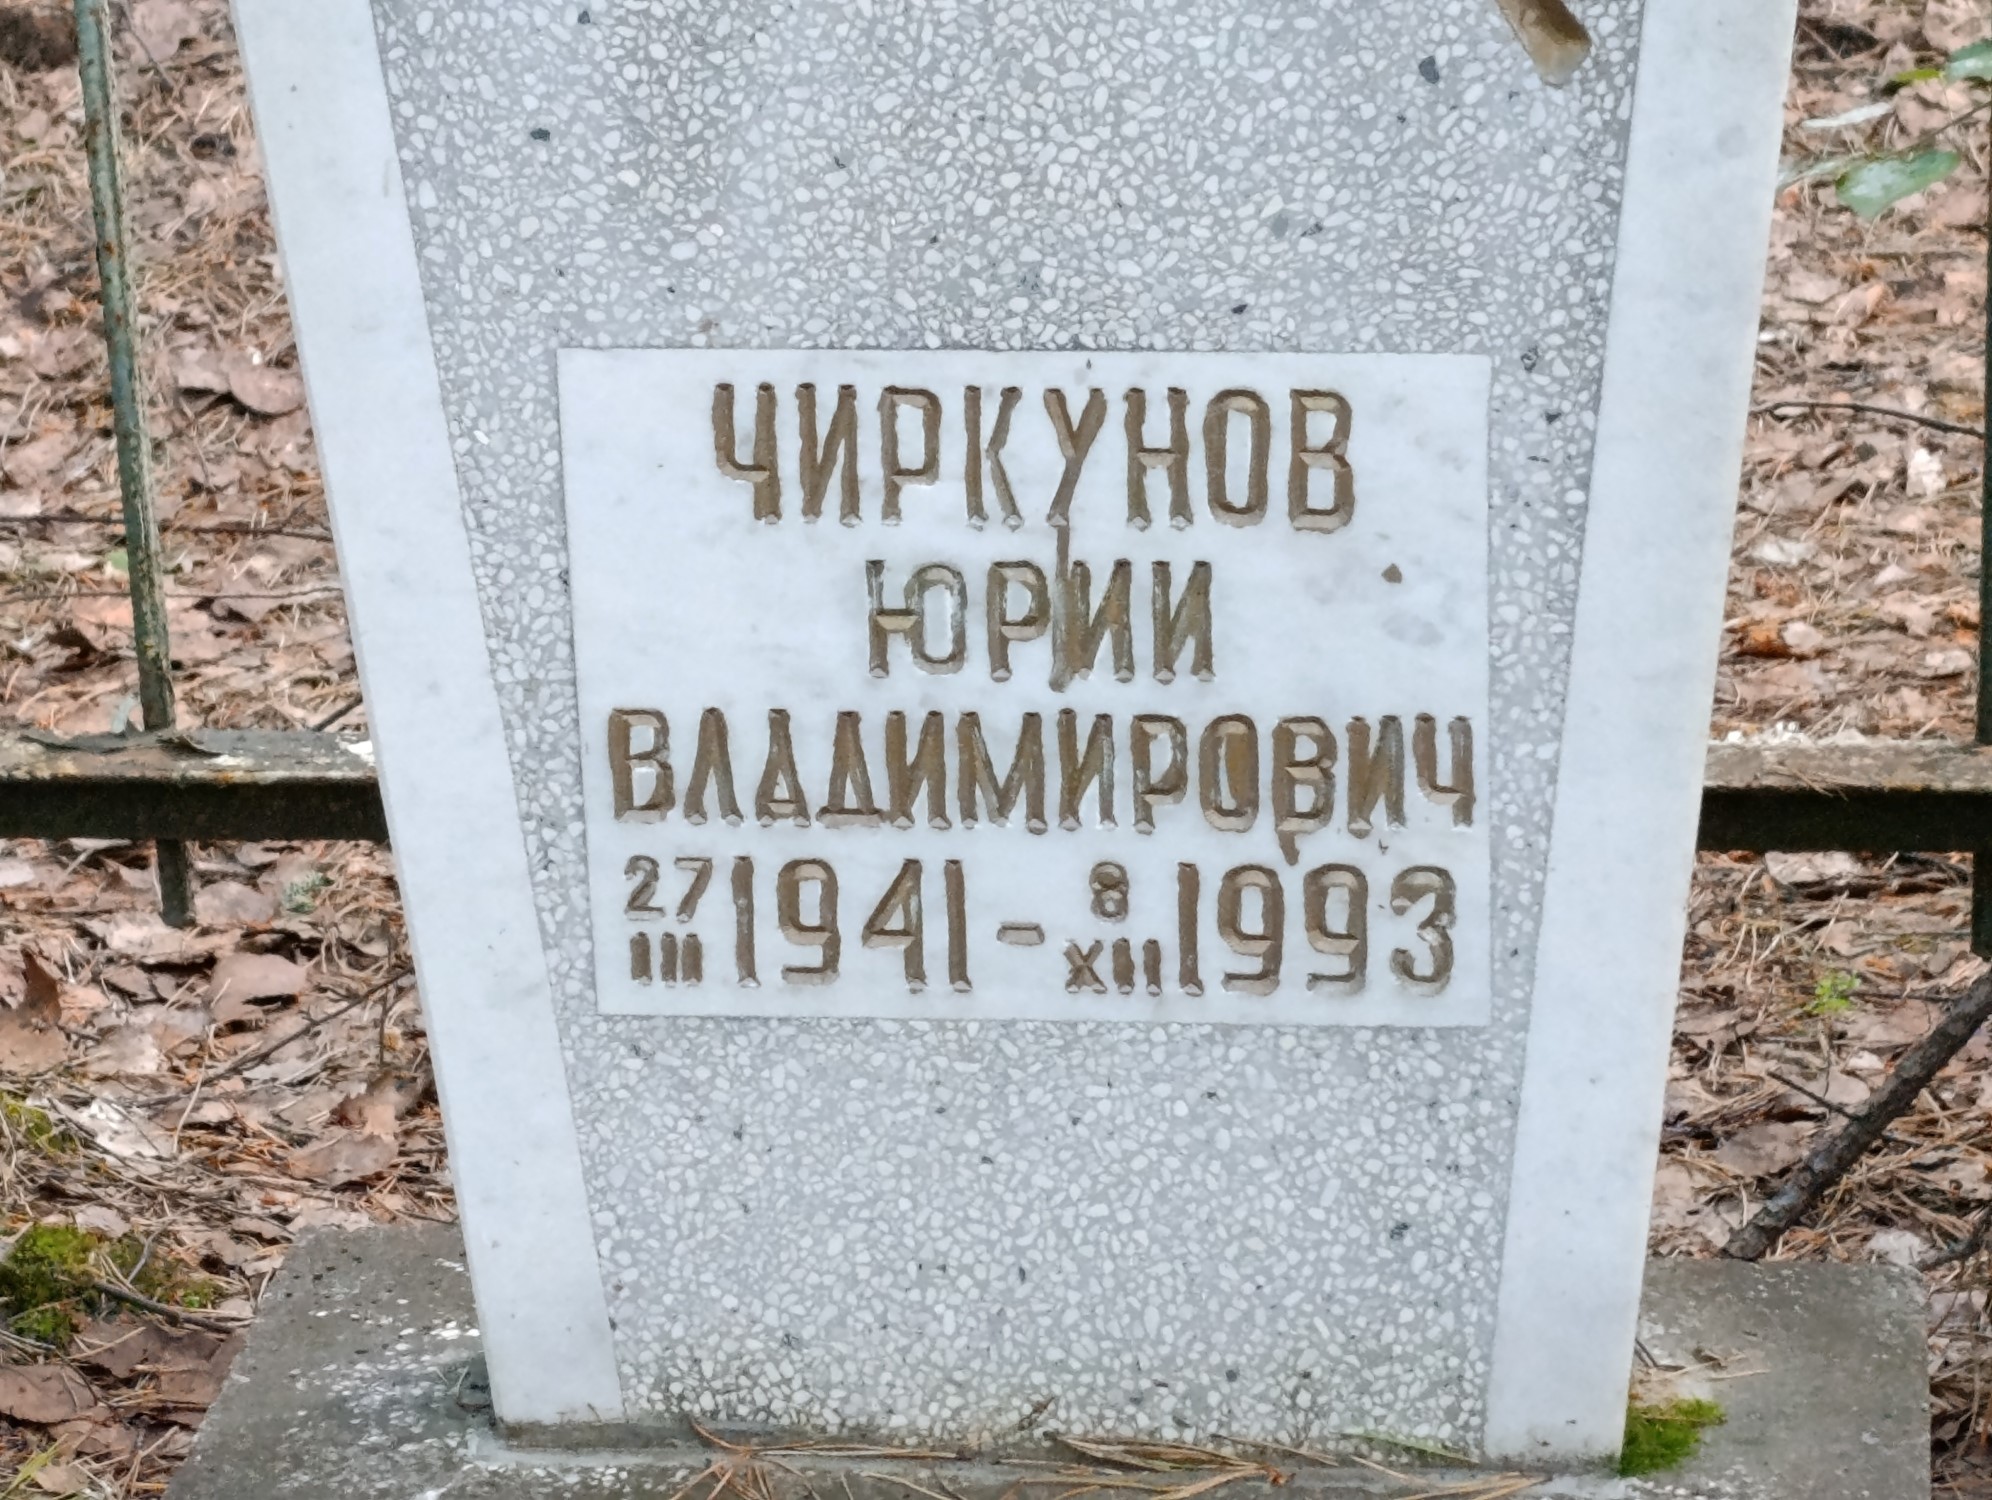 ЧИРКУНОВ
ЮРИИ
ВЛАДИМИРОВИЧ
27 III 1941 - 8 XII 1993